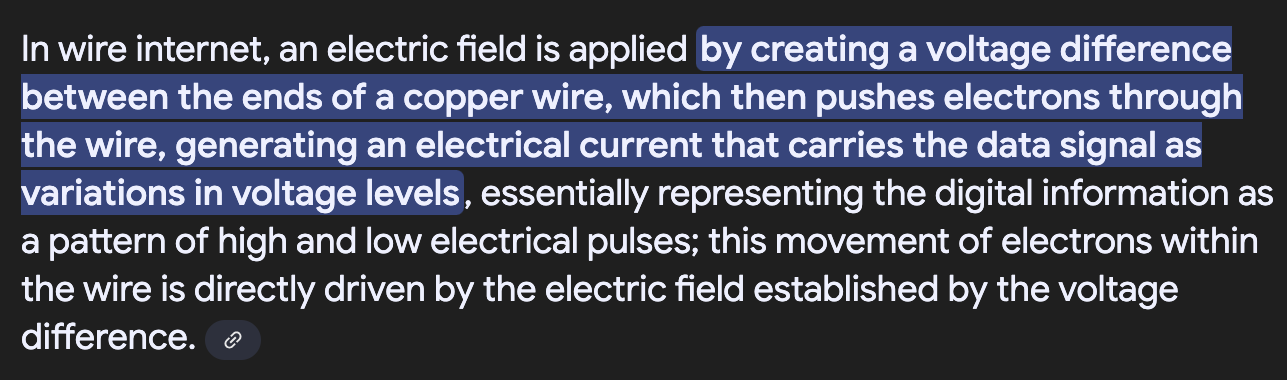 In wire internet, an electric field is applied by creating a voltage difference
between the ends of a copper wire, which then pushes electrons through
the wire, generating an electrical current that carries the data signal as
variations in voltage levels, essentially representing the digital information as
a pattern of high and low electrical pulses; this movement of electrons within
the wire is directly driven by the electric field established by the voltage
difference.